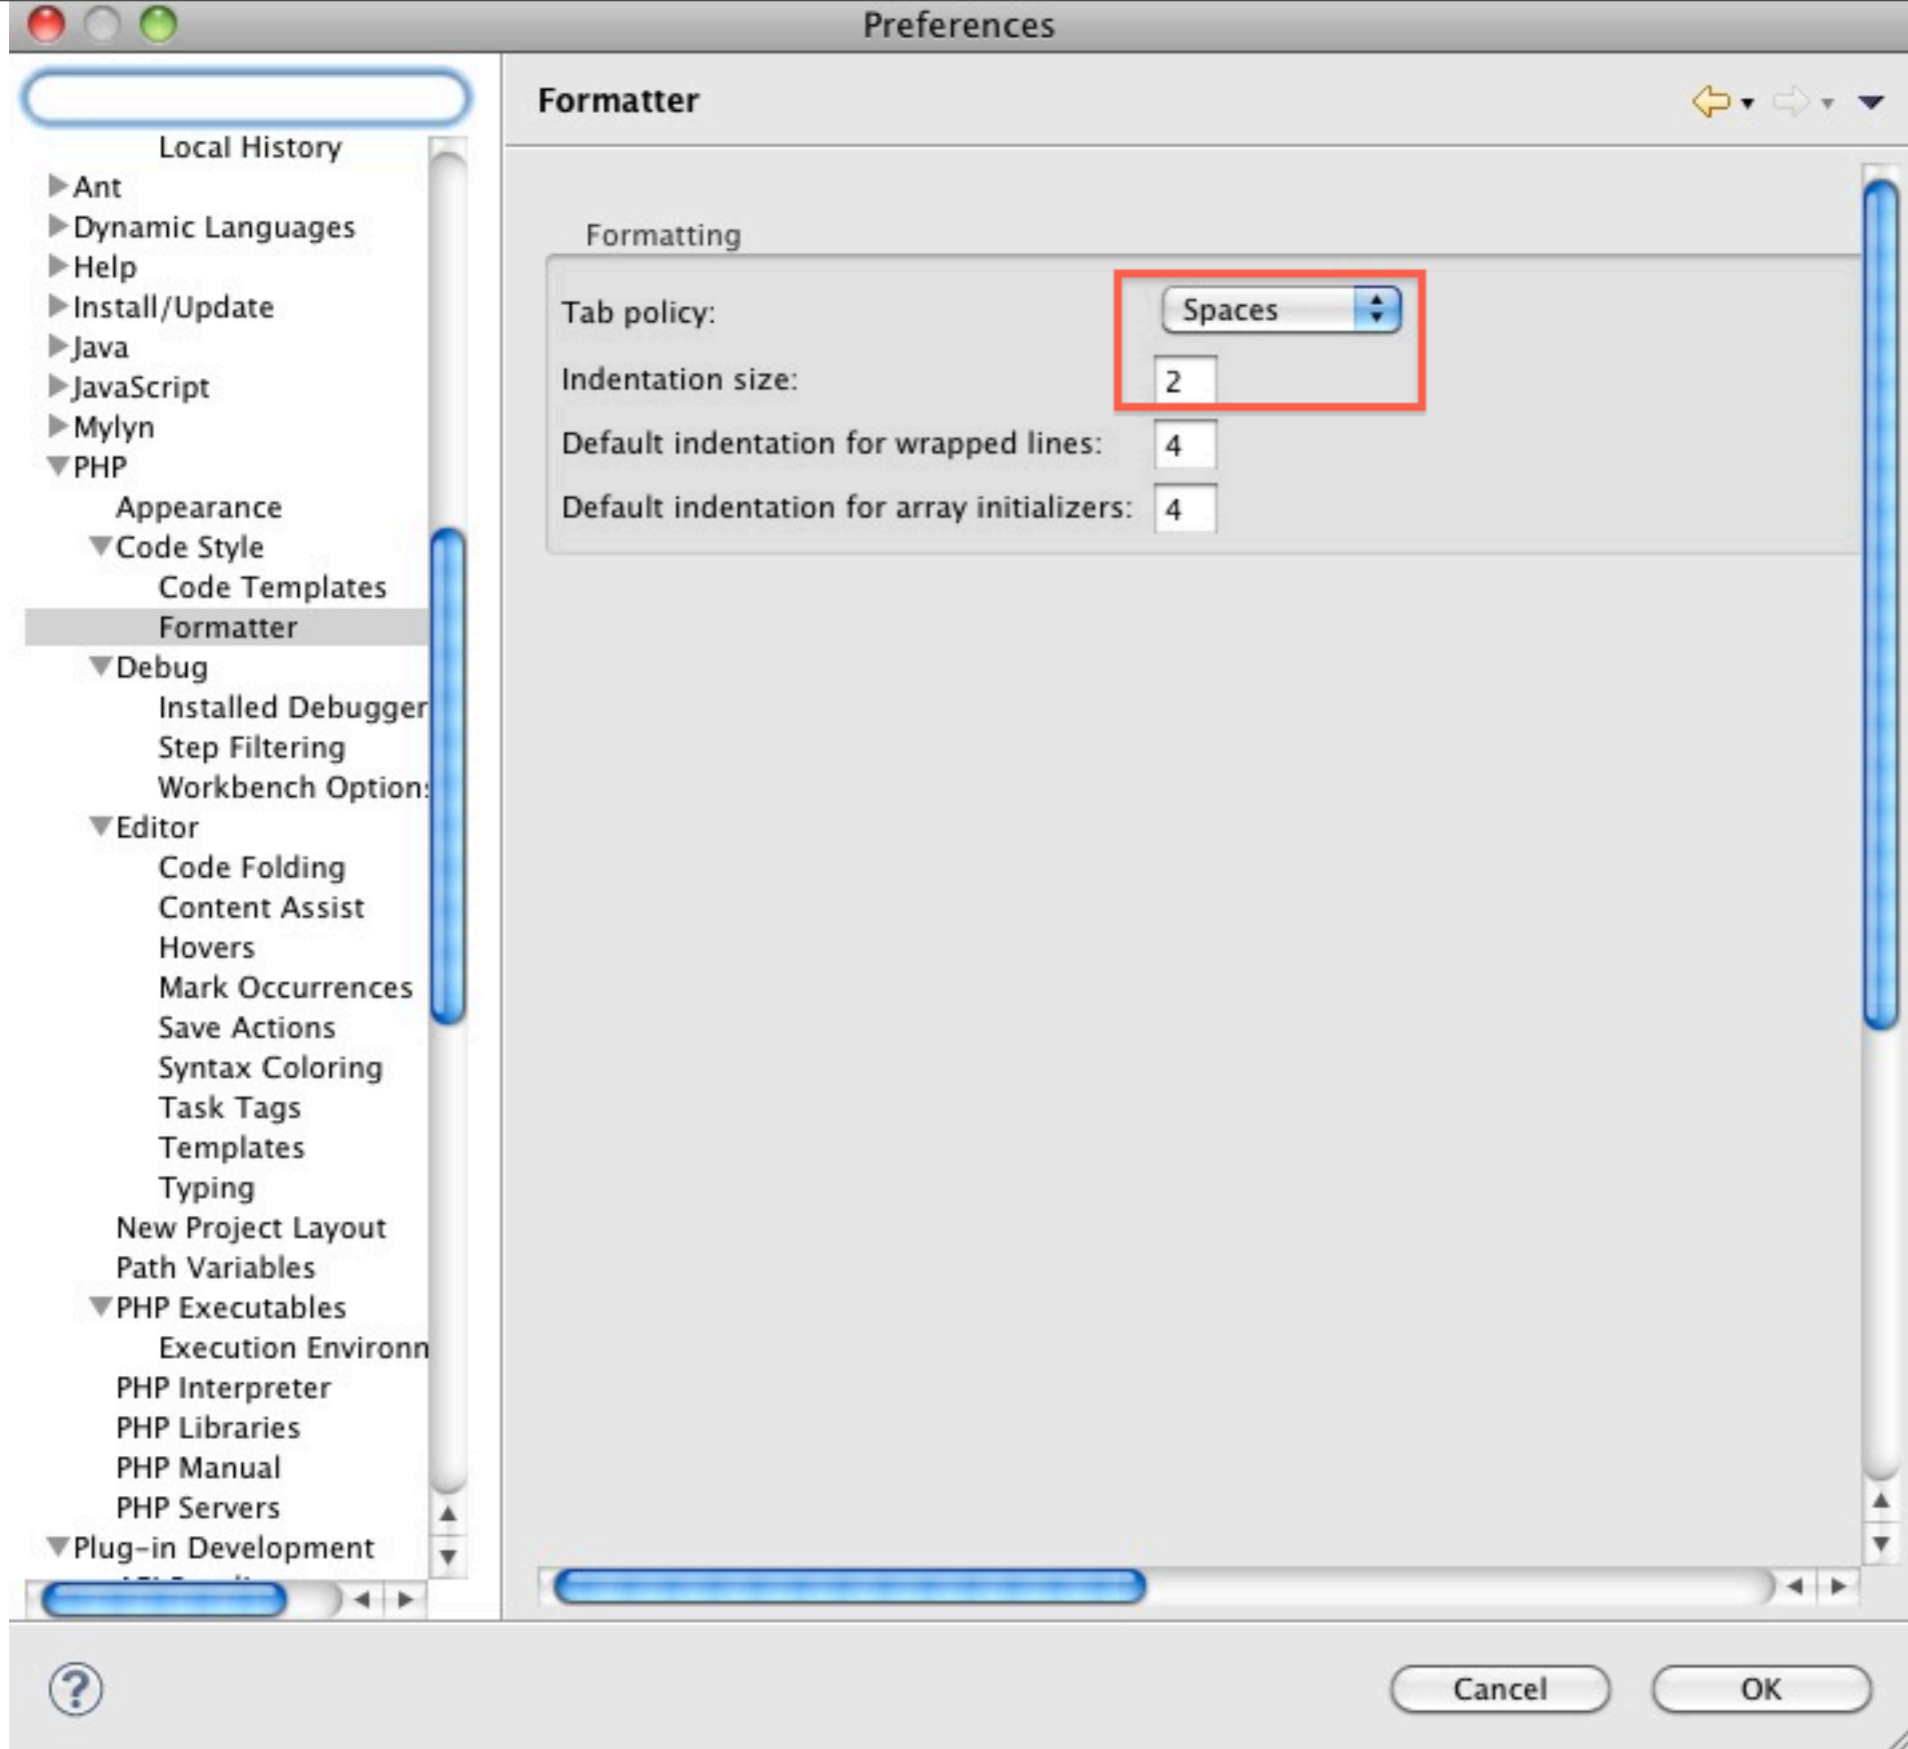 Preferences
Formatter
Local History
Ant
Dynamic Languages
Help
Install/Update
Java
JavaScript
Mylyn
PHP
Appearance
Code Style
Code Templates
Formatter
Debug
Installed Debugger
Step Filtering
Workbench Option
Editor
Code Folding
Content Assist
Hovers
Mark Occurrences
Save Actions
Syntax Coloring
Task Tags
Templates
Typing
New Project Layout
Path Variables
PHP Executables
Execution Environ
PHP Interpreter
PHP Libraries
PHP Manual
PHP Servers
Plug-in Development
Formatting
Tab policy: Spaces
Indentation size: 2
Default indentation for wrapped lines: 4
Default indentation for array initializers: 4
?
Cancel
OK